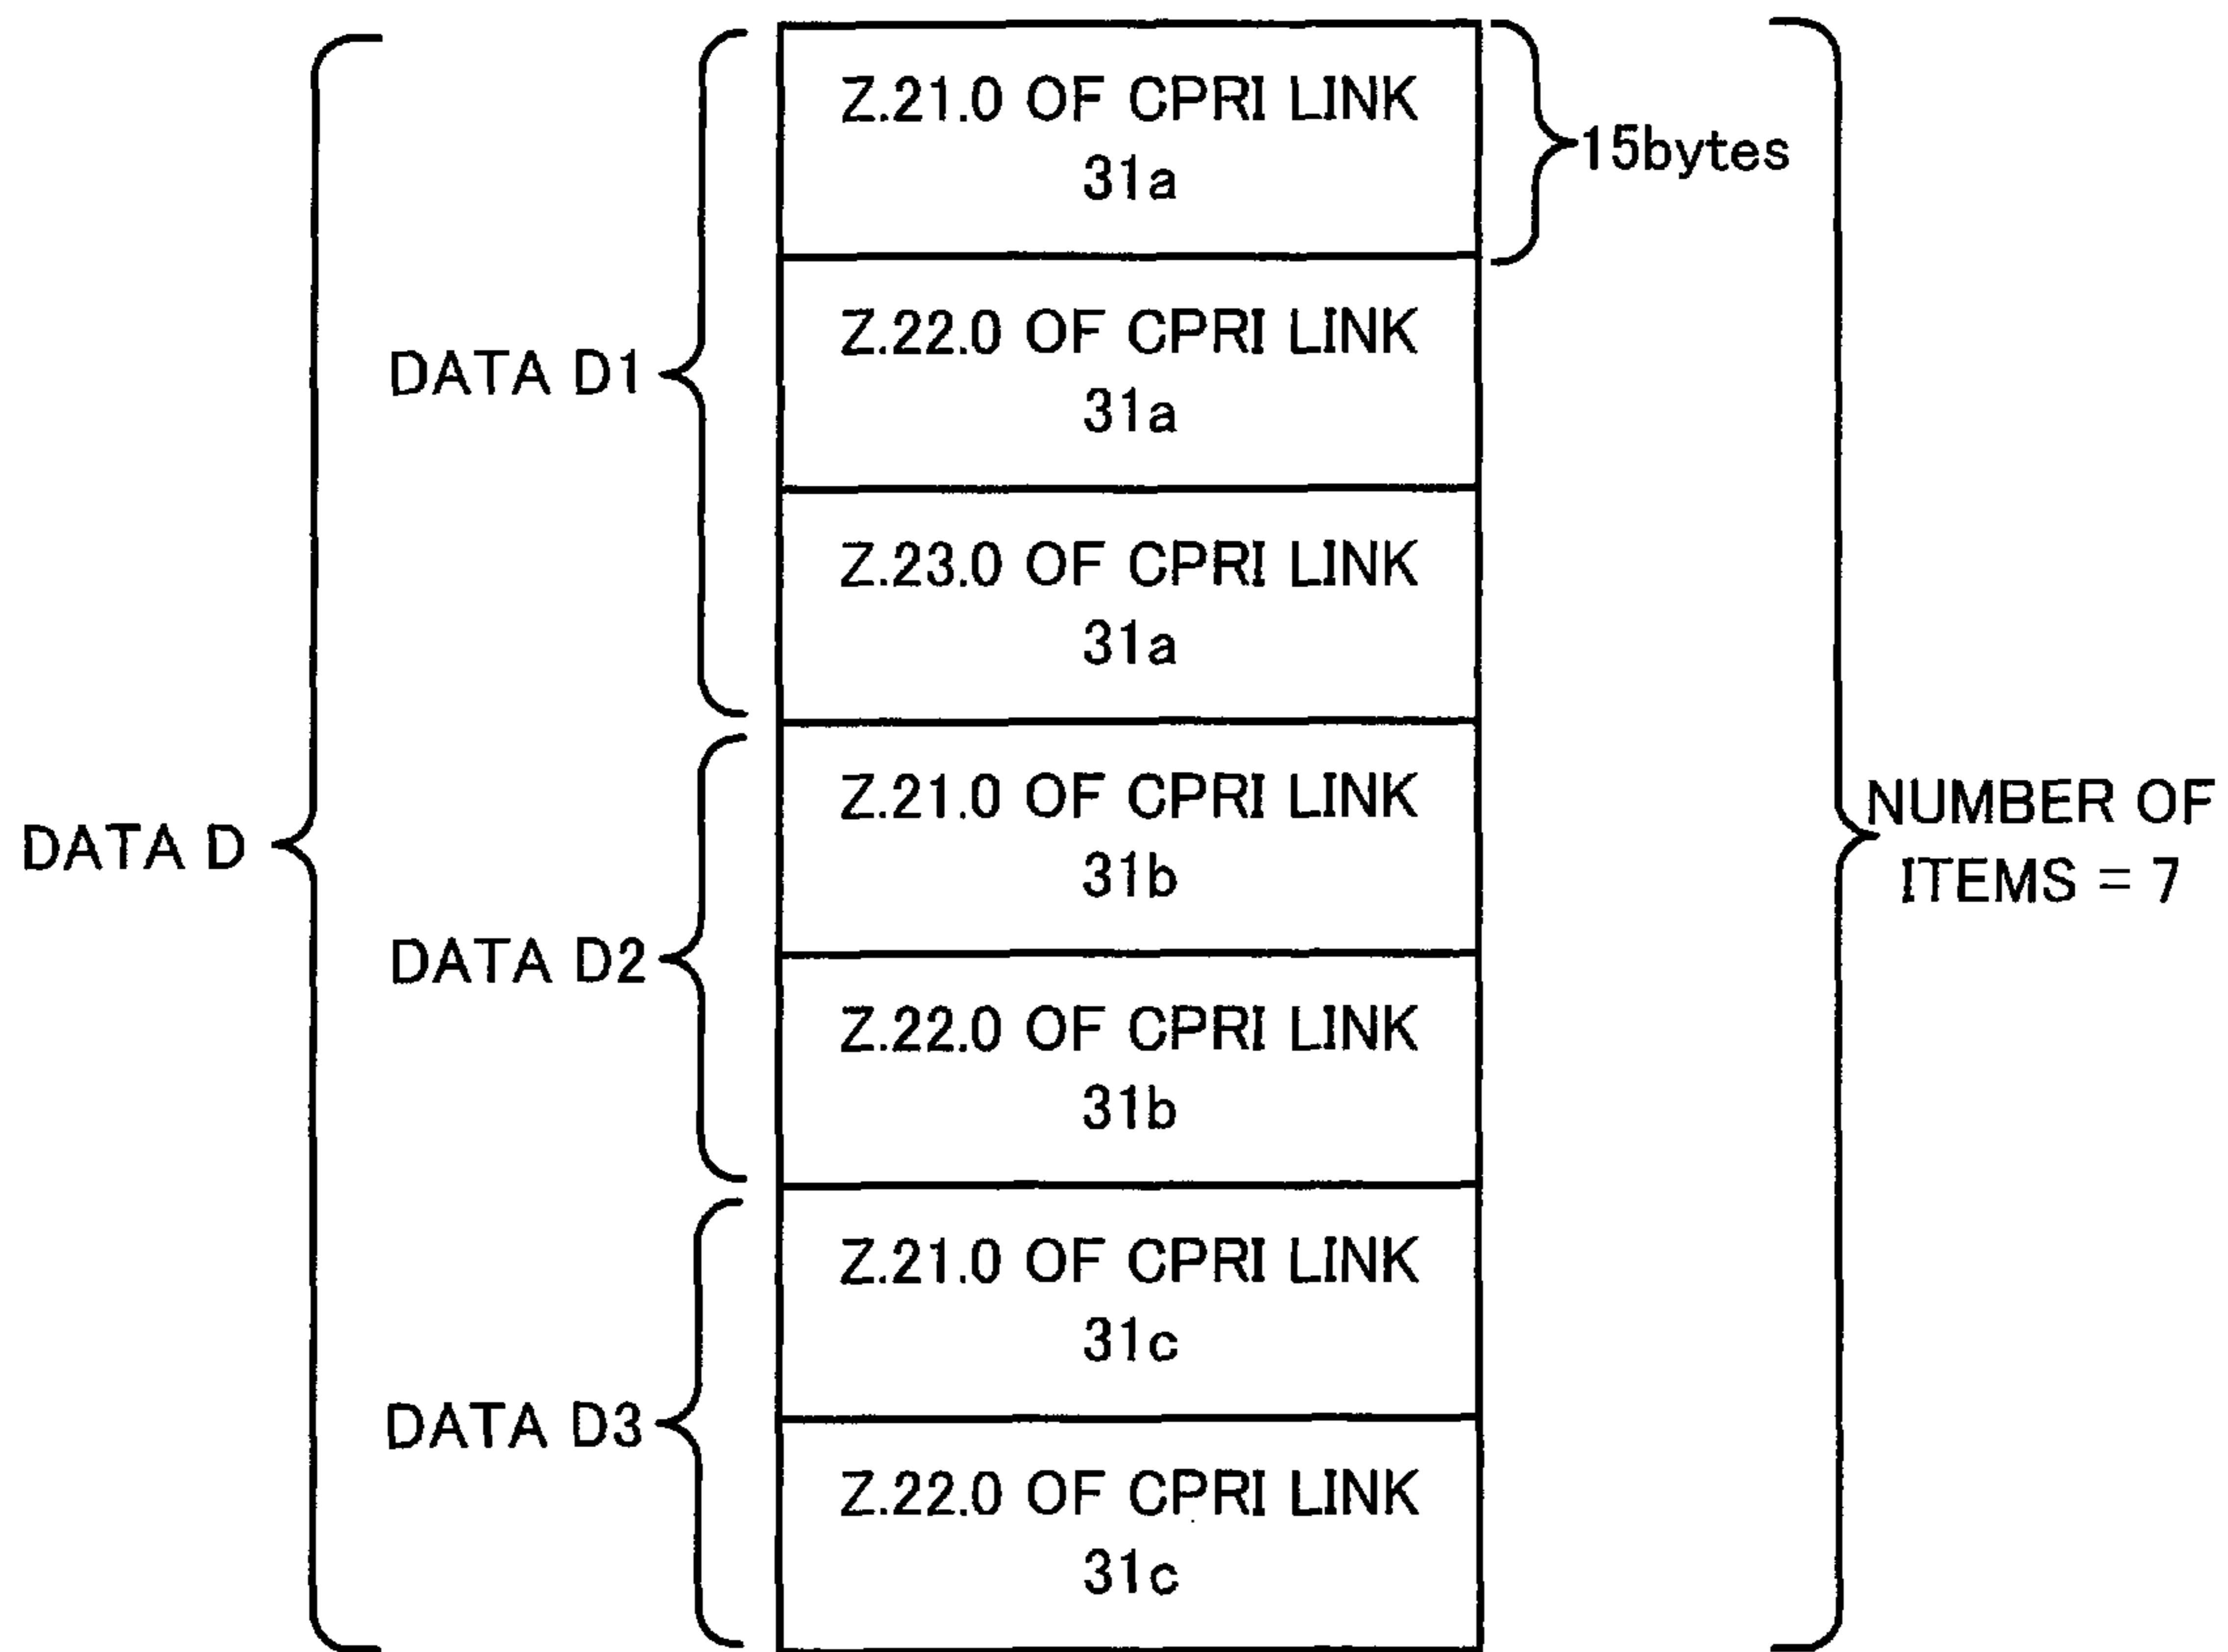 Z.21.0 OF CPRI LINK
31a
15bytes
Z.22.0 OF CPRI LINK
31a
DATA D1
Z.23.0 OF CPRI LINK
31a
Z.21.0 OF CPRI LINK
31b
DATA D
NUMBER OF
ITEMS = 7
DATA D2
Z.22.0 OF CPRI LINK
31b
Z.21.0 OF CPRI LINK
31c
DATA D3
Z.22.0 OF CPRI LINK
31c